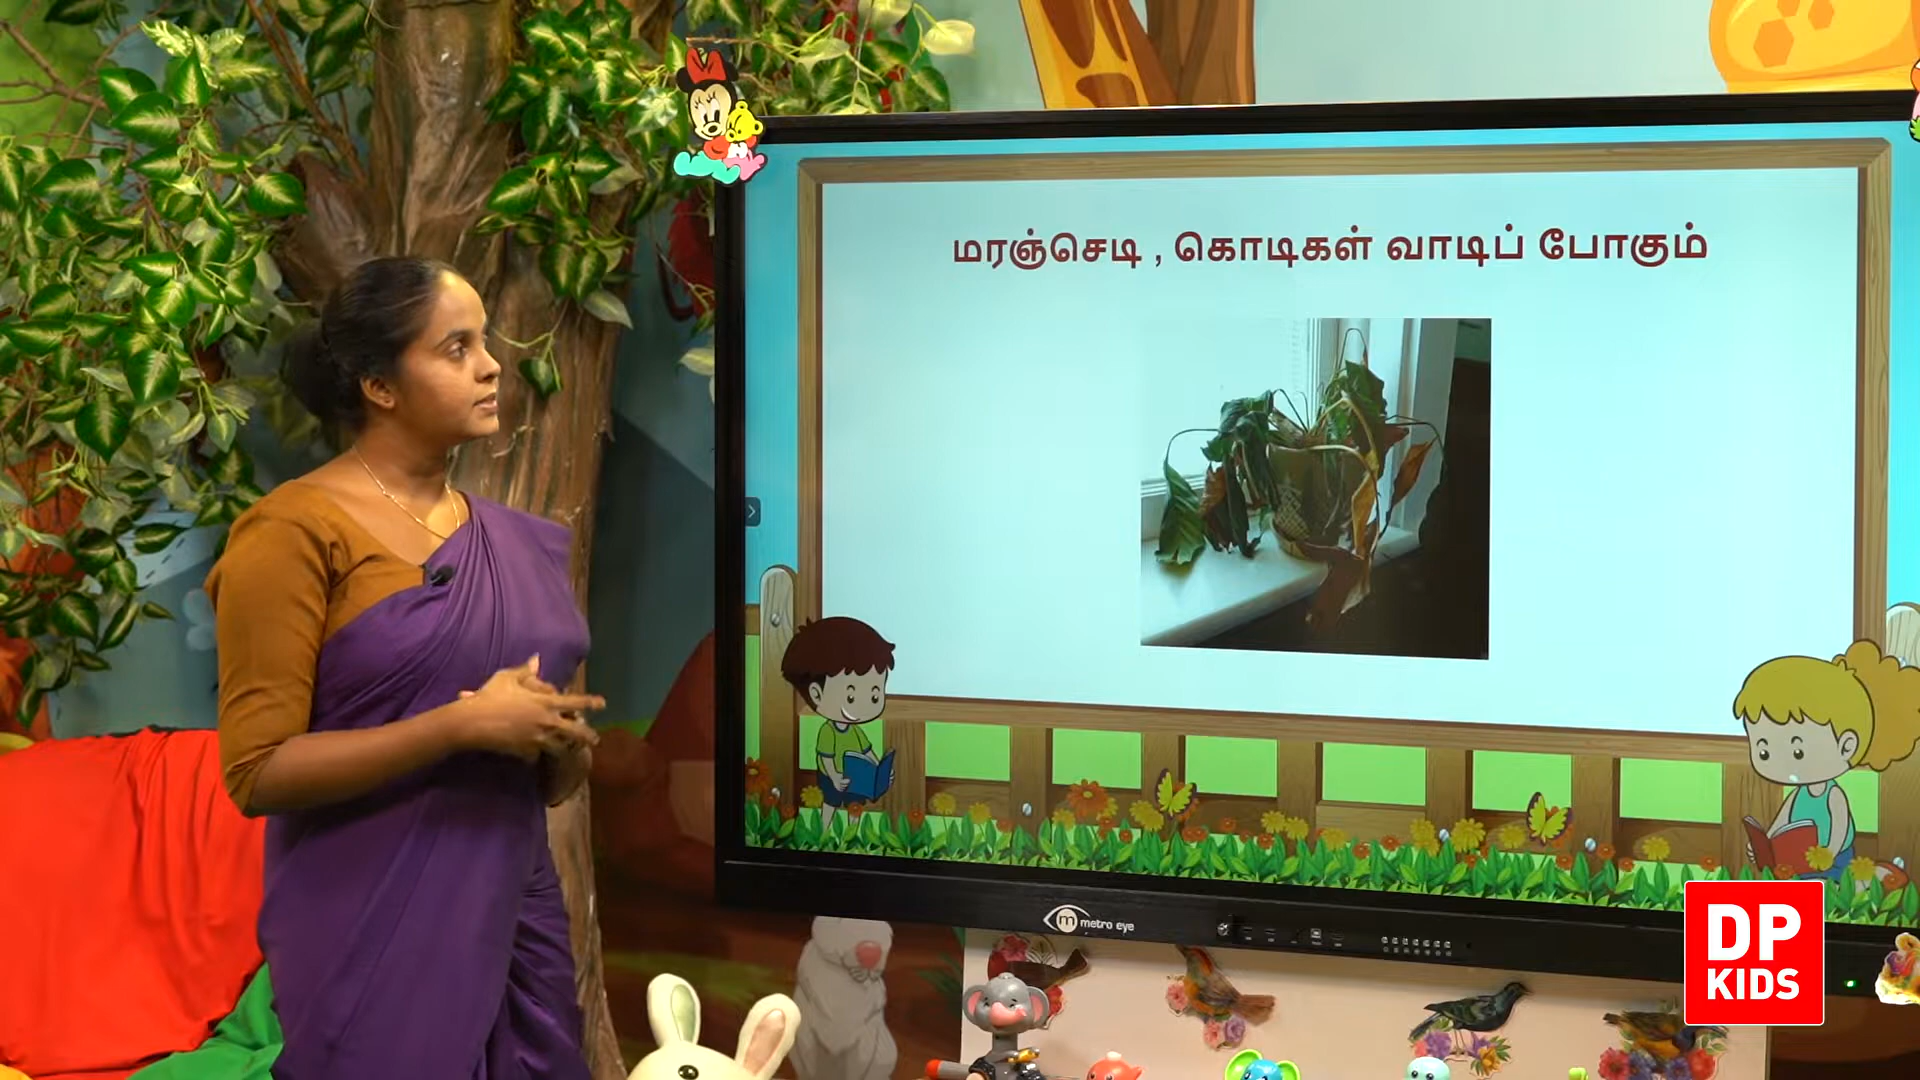 மரஞ்செடி , கொடிகள் வாடிப் போகும்
m metro eye
DP
KIDS